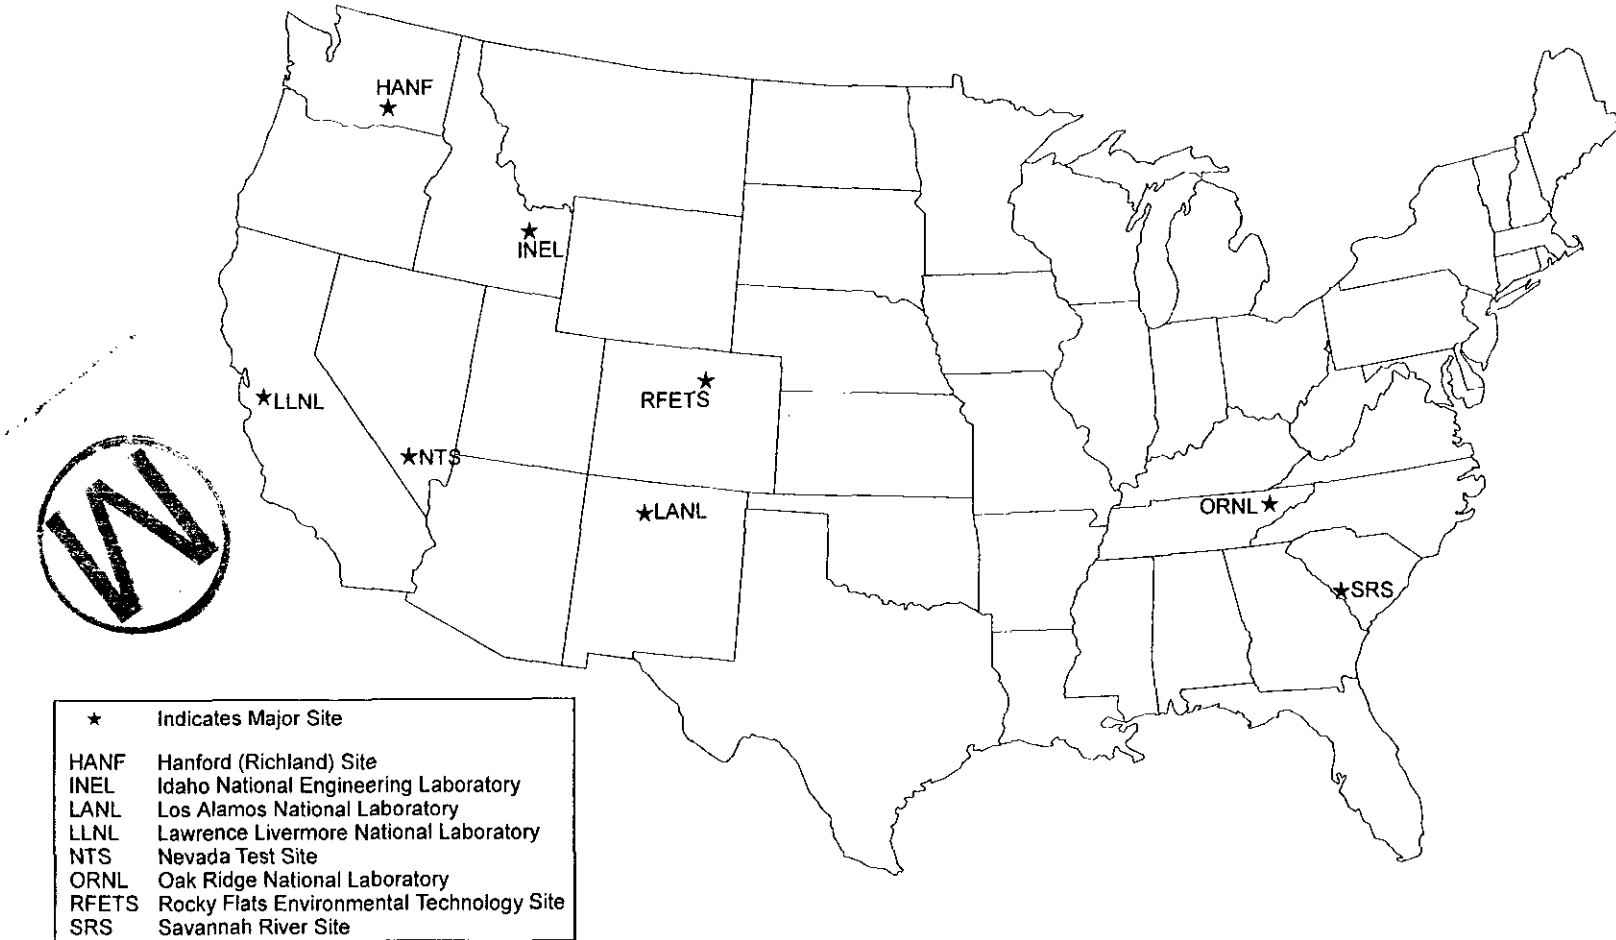 HANF
INEL
LLNL
RFETS
NTS
LANL
ORNL
SRS
W
★ Indicates Major Site
HANF Hanford (Richland) Site
INEL Idaho National Engineering Laboratory
LANL Los Alamos National Laboratory
LLNL Lawrence Livermore National Laboratory
NTS Nevada Test Site
ORNL Oak Ridge National Laboratory
RFETS Rocky Flats Environmental Technology Site
SRS Savannah River Site